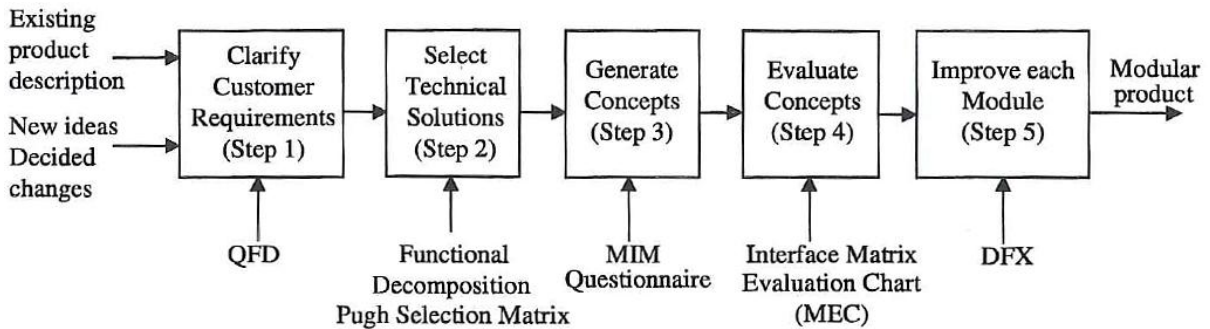 Existing
product
description
New ideas
Decided
changes
Clarify
Customer
Requirements
(Step 1)
Select
Technical
Solutions
(Step 2)
Generate
Concepts
(Step 3)
Evaluate
Concepts
(Step 4)
Improve each
Module
(Step 5)
Modular
product
QFD
Functional
Decomposition
Pugh Selection Matrix
MIM
Questionnaire
Interface Matrix
Evaluation Chart
(MEC)
DFX